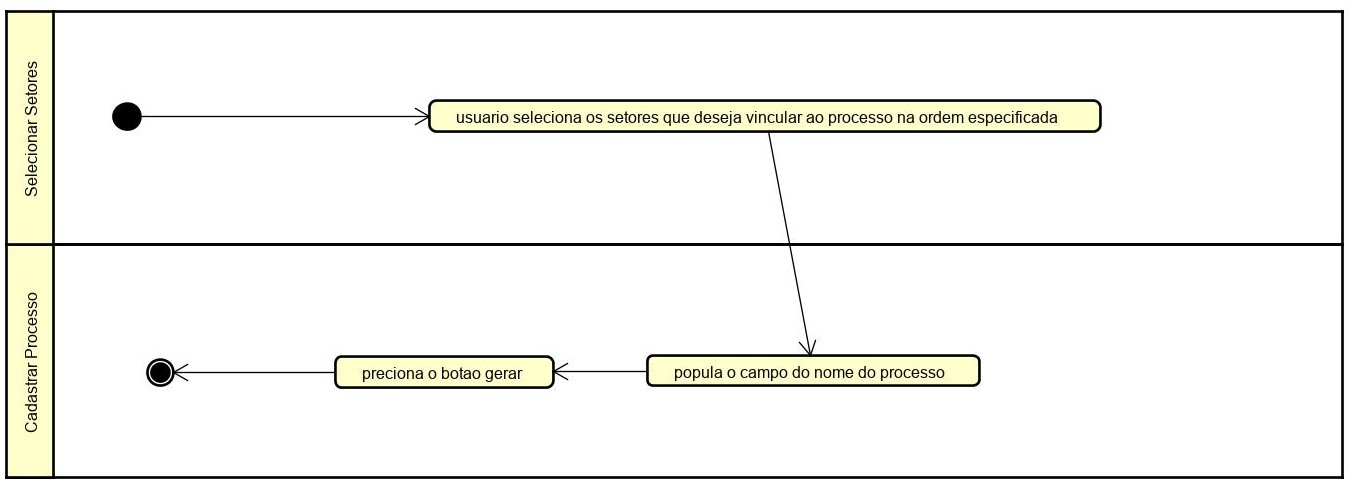 Selecionar Setores
usuario seleciona os setores que deseja vincular ao processo na ordem especificada
Cadastrar Processo
preciona o botao gerar
popula o campo do nome do processo